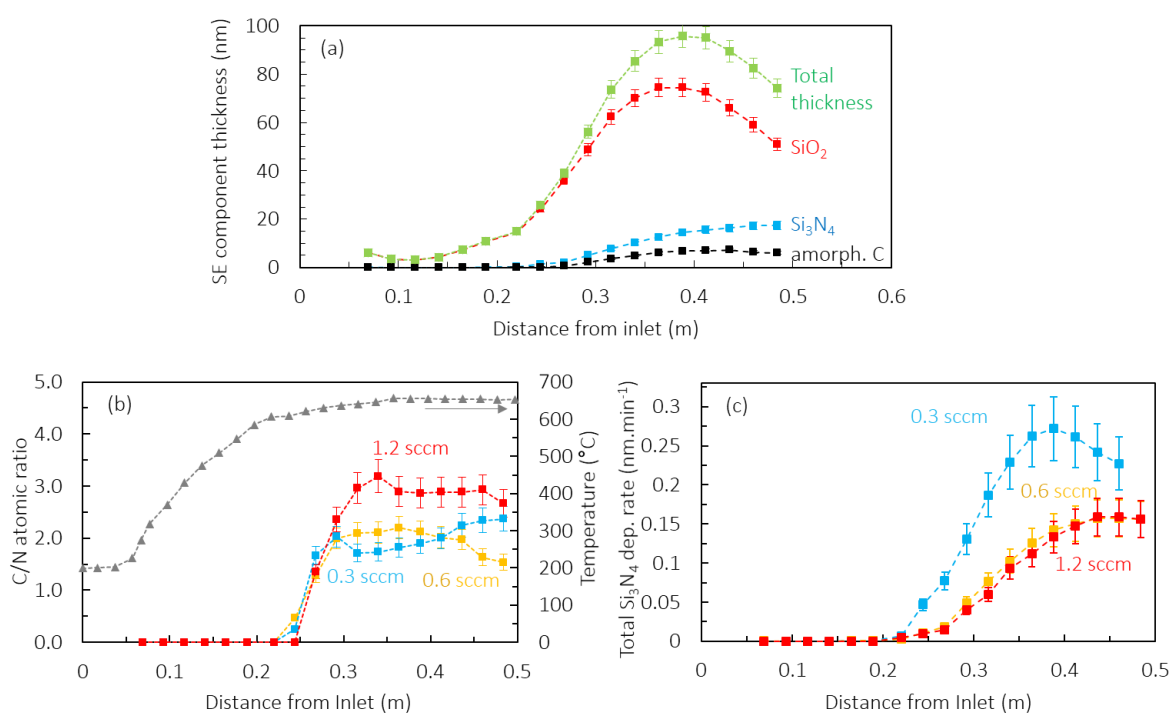 (a)
SE component thickness (nm)
100
80
60
40
20
0
Total
thickness
SiO2
Si3N4
amorph. C
0
0.1
0.2
0.3
0.4
0.5
0.6
Distance from inlet (m)
(b)
C/N atomic ratio
5.0
4.0
3.0
2.0
1.0
0.0
1.2 sccm
0.3 sccm
0.6 sccm
700
600
500
400
300
200
100
0
Temperature (°C)
0
0.1
0.2
0.3
0.4
0.5
Distance from Inlet (m)
(c)
Total Si3N4 dep. rate (nm.min-1)
0.3
0.25
0.2
0.15
0.1
0.05
0
0.3 sccm
0.6 sccm
1.2 sccm
0
0.1
0.2
0.3
0.4
0.5
Distance from Inlet (m)